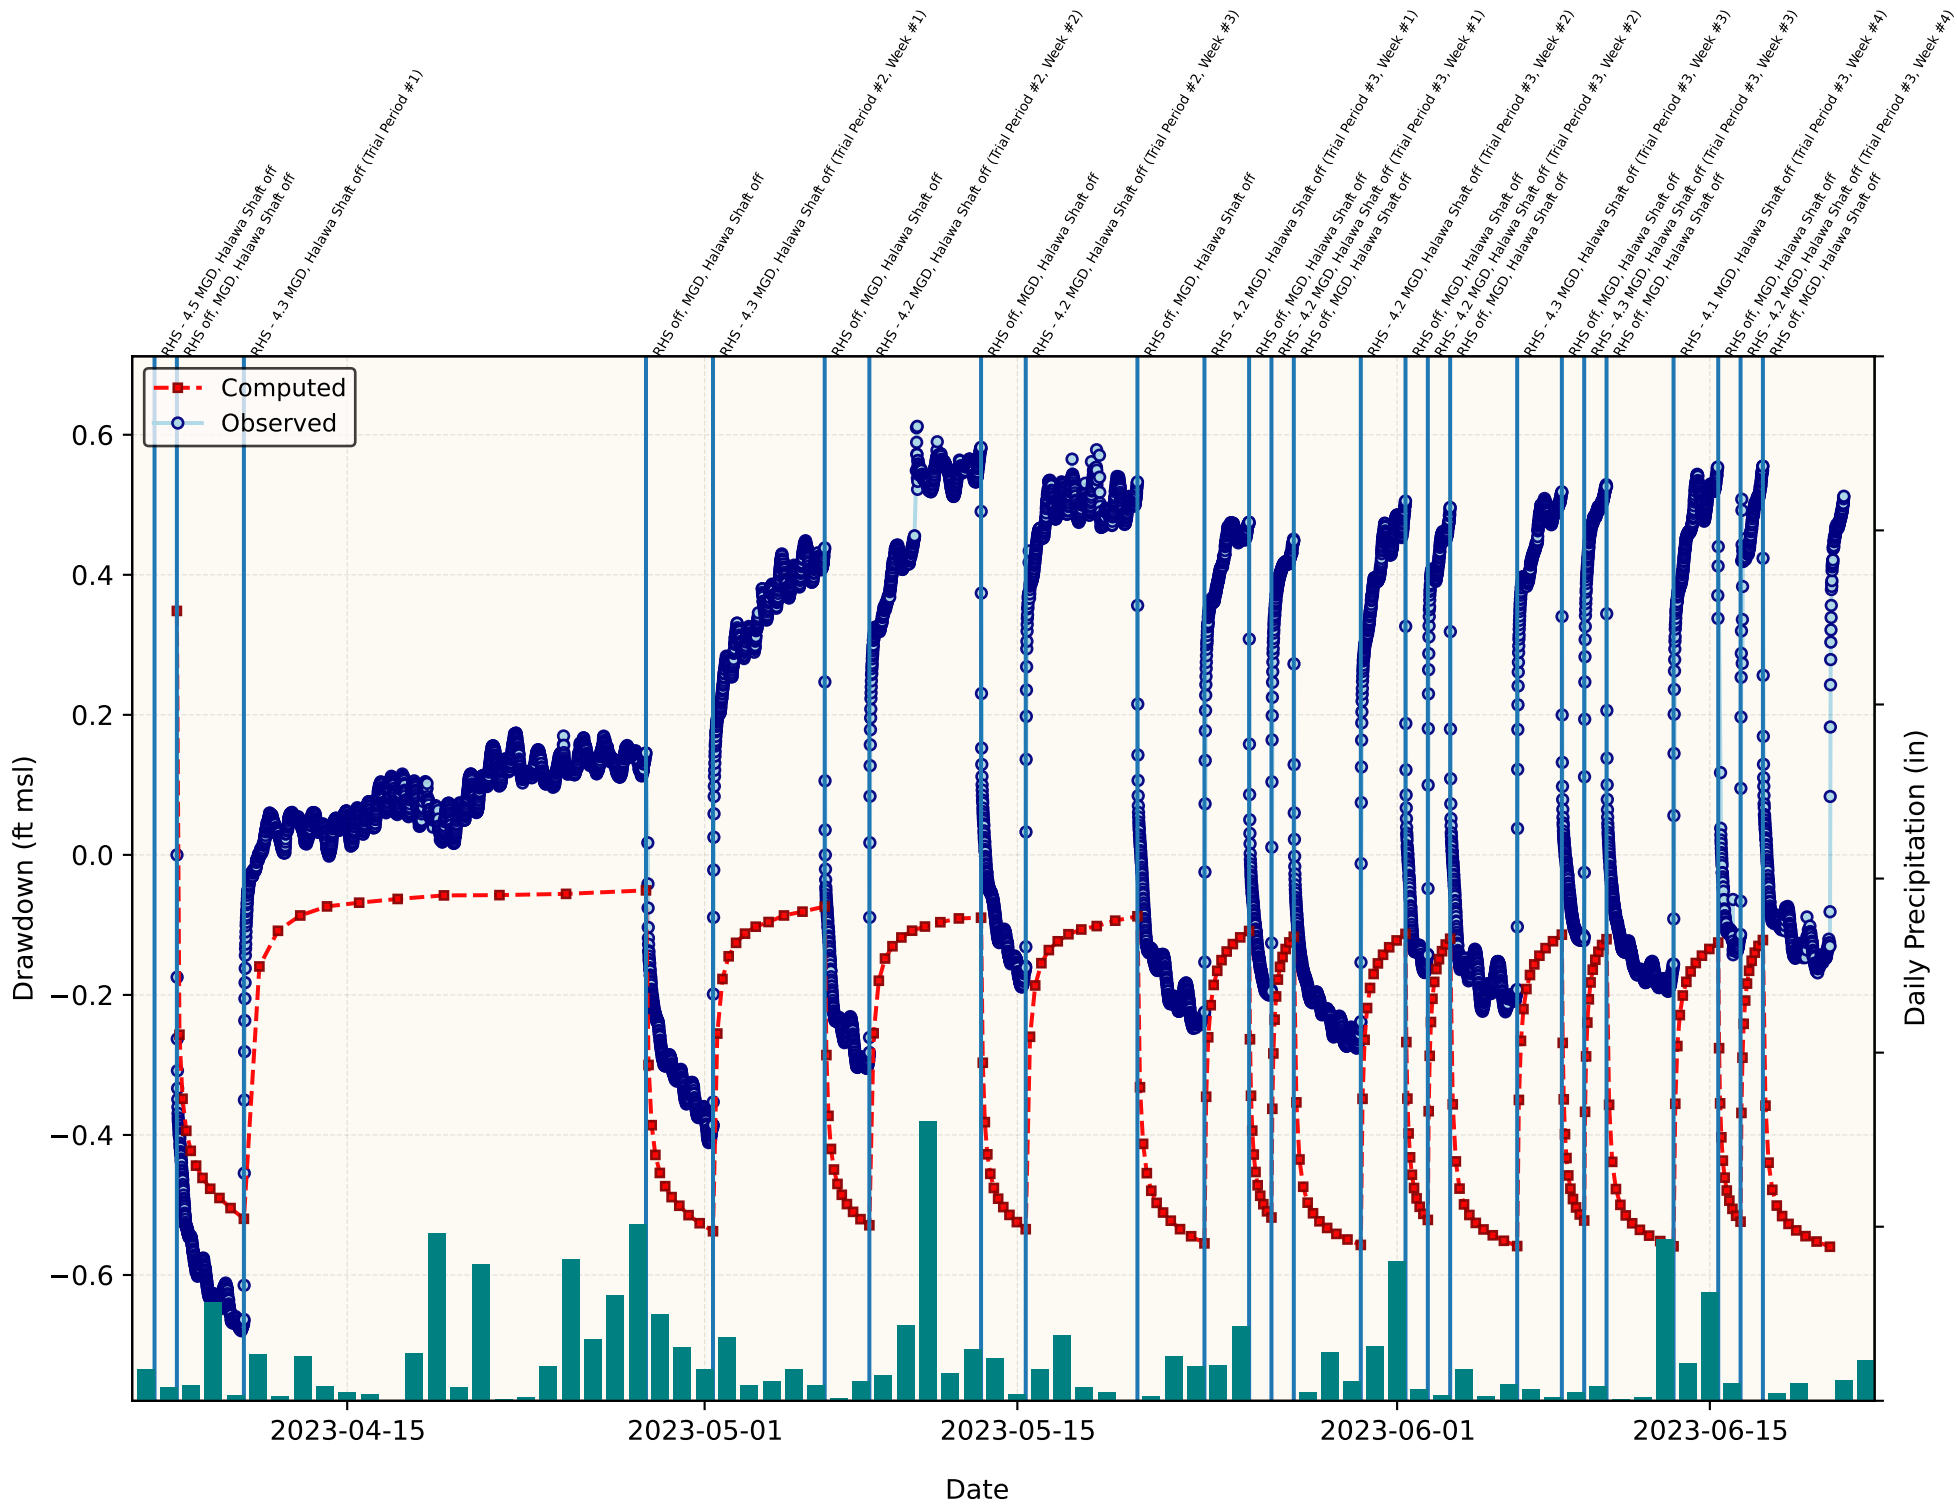 RHS - 4.5 MGD, Halawa Shaft off
RHS off, MGD, Halawa Shaft off
RHS - 4.3 MGD, Halawa Shaft off (Trial Period #1)
RHS off, MGD, Halawa Shaft off
RHS - 4.3 MGD, Halawa Shaft off (Trial Period #2, Week #1)
RHS off, MGD, Halawa Shaft off
RHS - 4.2 MGD, Halawa Shaft off (Trial Period #2, Week #2)
RHS off, MGD, Halawa Shaft off
RHS - 4.2 MGD, Halawa Shaft off (Trial Period #2, Week #3)
RHS off, MGD, Halawa Shaft off
RHS - 4.2 MGD, Halawa Shaft off (Trial Period #3, Week #1)
RHS off, MGD, Halawa Shaft off
RHS - 4.2 MGD, Halawa Shaft off (Trial Period #3, Week #1)
RHS off, MGD, Halawa Shaft off
RHS - 4.2 MGD, Halawa Shaft off (Trial Period #3, Week #2)
RHS off, MGD, Halawa Shaft off
RHS - 4.2 MGD, Halawa Shaft off (Trial Period #3, Week #2)
RHS off, MGD, Halawa Shaft off
RHS - 4.3 MGD, Halawa Shaft off (Trial Period #3, Week #3)
RHS off, MGD, Halawa Shaft off
RHS - 4.3 MGD, Halawa Shaft off (Trial Period #3, Week #3)
RHS off, MGD, Halawa Shaft off
RHS - 4.1 MGD, Halawa Shaft off (Trial Period #3, Week #4)
RHS off, MGD, Halawa Shaft off
RHS - 4.2 MGD, Halawa Shaft off (Trial Period #3, Week #4)
RHS off, MGD, Halawa Shaft off
Computed
Observed
0.6
0.4
0.2
0.0
−0.2
−0.4
−0.6
Drawdown (ft msl)
Daily Precipitation (in)
2023-04-15
2023-05-01
2023-05-15
2023-06-01
2023-06-15
Date